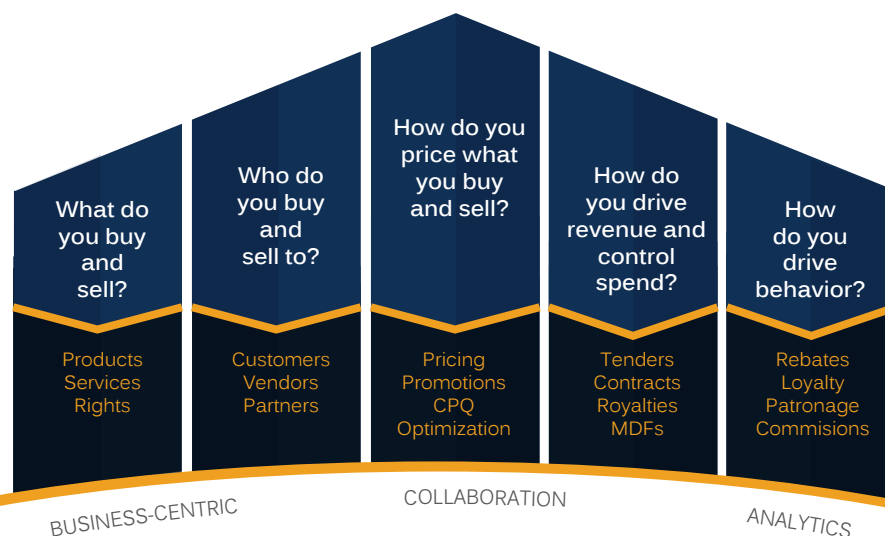 What do
you buy
and
sell?
Products
Services
Rights
Who do
you buy
and
sell to?
Customers
Vendors
Partners
How do you
price what
you buy
and sell?
Pricing
Promotions
CPQ
Optimization
How do
you drive
revenue and
control
spend?
Tenders
Contracts
Royalties
MDFs
How
do you
drive
behavior?
Rebates
Loyalty
Patronage
Commisions
BUSINESS-CENTRIC
COLLABORATION
ANALYTICS